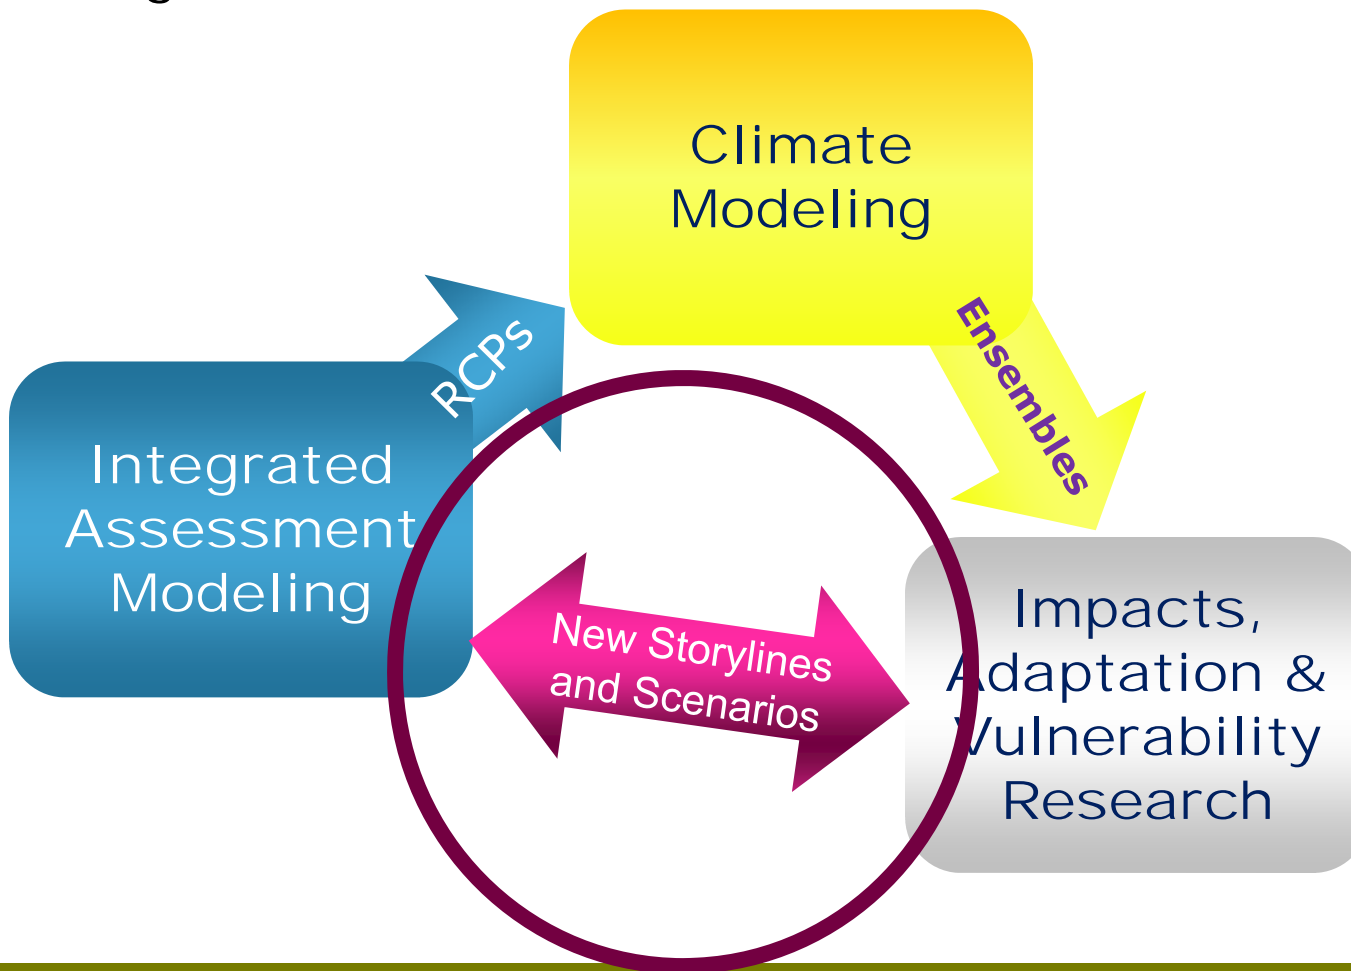 Climate
Modeling
RCPs
Ensembles
Integrated
Assessment
Modeling
New Storylines
and Scenarios
Impacts,
Adaptation &
Vulnerability
Research